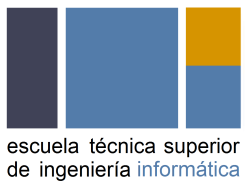 escuela técnica superior
de ingeniería informática